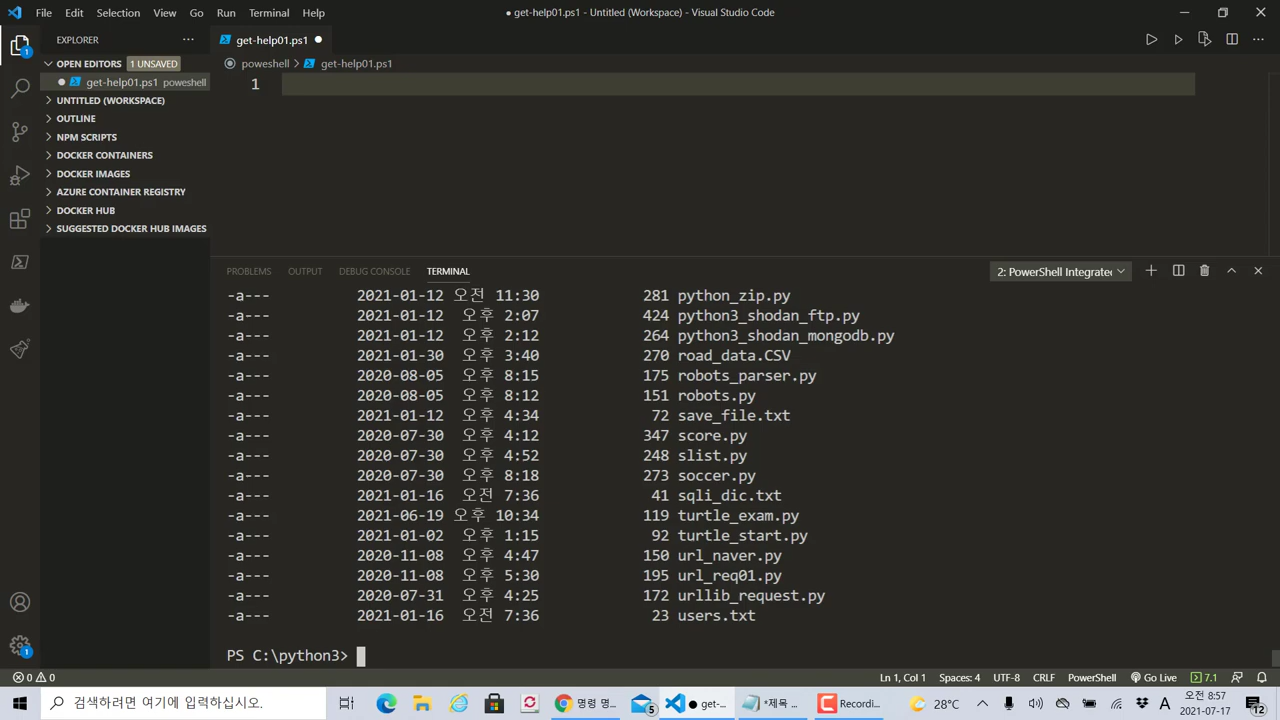 File Edit Selection View Go Run Terminal Help
● get-help01.ps1 - Untitled (Workspace) - Visual Studio Code
EXPLORER
get-help01.ps1
OPEN EDITORS 1 UNSAVED
poweshell > get-help01.ps1
get-help01.ps1 poweshell
1
UNTITLED (WORKSPACE)
OUTLINE
NPM SCRIPTS
DOCKER CONTAINERS
DOCKER IMAGES
AZURE CONTAINER REGISTRY
DOCKER HUB
SUGGESTED DOCKER HUB IMAGES
1
1
PROBLEMS OUTPUT DEBUG CONSOLE TERMINAL 2: PowerShell Integrated
-a--- 2021-01-12 오전 11:30 281 python_zip.py
-a--- 2021-01-12 오후 2:07 424 python3_shodan_ftp.py
-a--- 2021-01-12 오후 2:12 264 python3_shodan_mongodb.py
-a--- 2021-01-30 오후 3:40 270 road_data.CSV
-a--- 2020-08-05 오후 8:15 175 robots_parser.py
-a--- 2020-08-05 오후 8:12 151 robots.py
-a--- 2021-01-12 오후 4:34 72 save_file.txt
-a--- 2020-07-30 오후 4:12 347 score.py
-a--- 2020-07-30 오후 4:52 248 slist.py
-a--- 2020-07-30 오후 8:18 273 soccer.py
-a--- 2021-01-16 오전 7:36 41 sqli_dic.txt
-a--- 2021-06-19 오후 10:34 119 turtle_exam.py
-a--- 2021-01-02 오후 1:15 92 turtle_start.py
-a--- 2020-11-08 오후 4:47 150 url_naver.py
-a--- 2020-11-08 오후 5:30 195 url_req01.py
-a--- 2020-07-31 오후 4:25 172 urllib_request.py
-a--- 2021-01-16 오전 7:36 23 users.txt
PS C:\python3>
0 0 Ln 1, Col 1 Spaces: 4 UTF-8 CRLF PowerShell Go Live 7.1
검색하려면 여기에 입력하십시오.
명령 명...
5
● get-...
*제목 ...
Recordi...
28°C
A
오전 8:57
2021-07-17
12